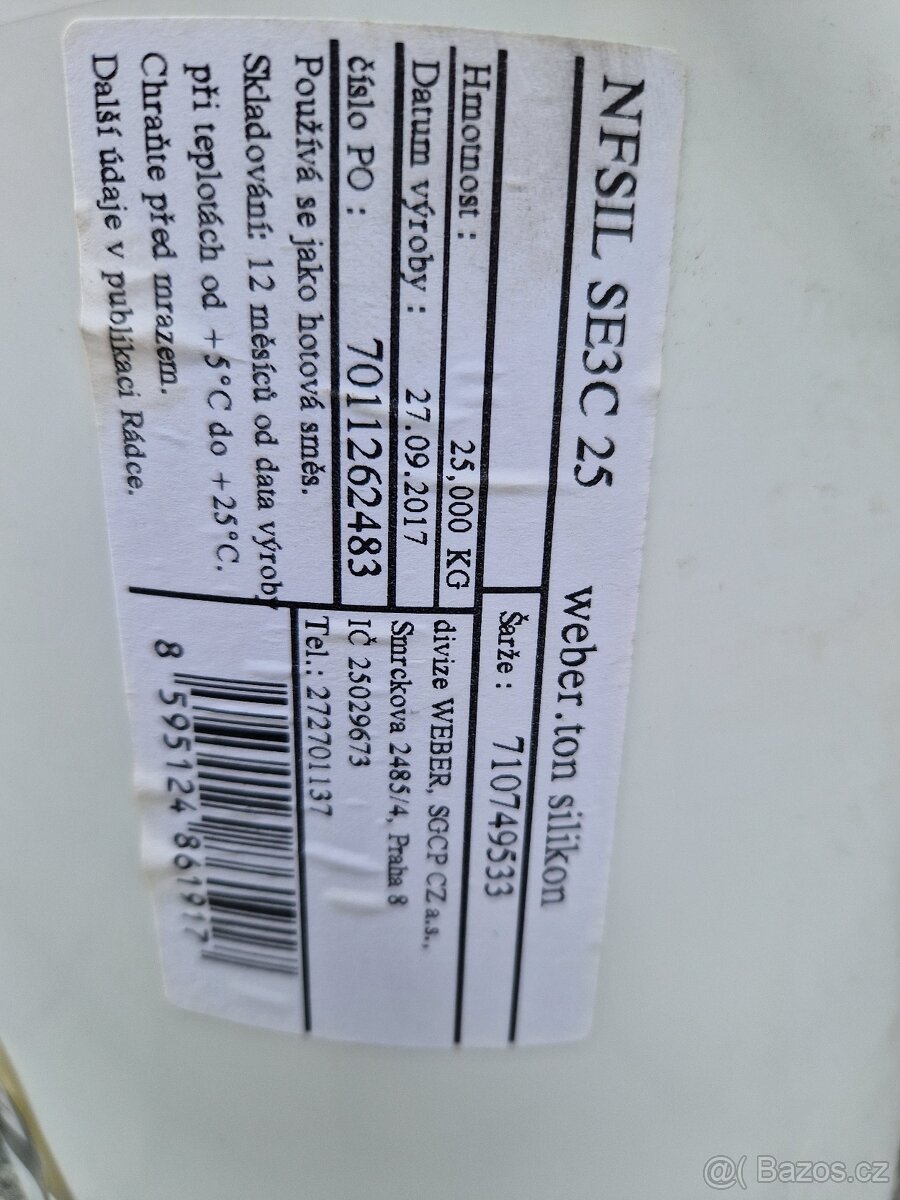 NFSIL SE3C 25 weber.ton silikon
Šarže : 710749533
Hmotnost : 25,000 KG
Datum výroby : 27.09.2017
číslo PO : 7011262483
divize WEBER, SGCP CZ a.s.,
Smrckova 2485/4, Praha 8
IČ 25029673
Tel.: 272701137
Používá se jako hotová směs.
Skladování: 12 měsíců od data výroby
při teplotách od +5°C do +25°C.
Chraňte před mrazem.
Další údaje v publikaci Rádce.
8 595124 861917
@( Bazos.cz